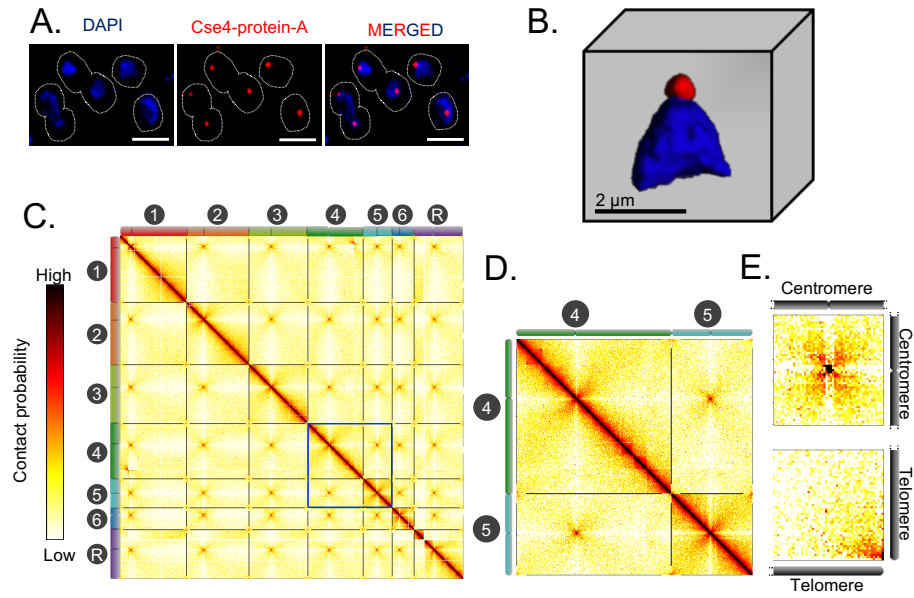 A.
DAPI
Cse4-protein-A
MERGED
B.
2 µm
C.
1 2 3 4 5 6 R
High
Contact probability
Low
1
2
3
4
5
6
R
D.
4 5
4
5
E.
Centromere
Centromere
Telomere
Telomere